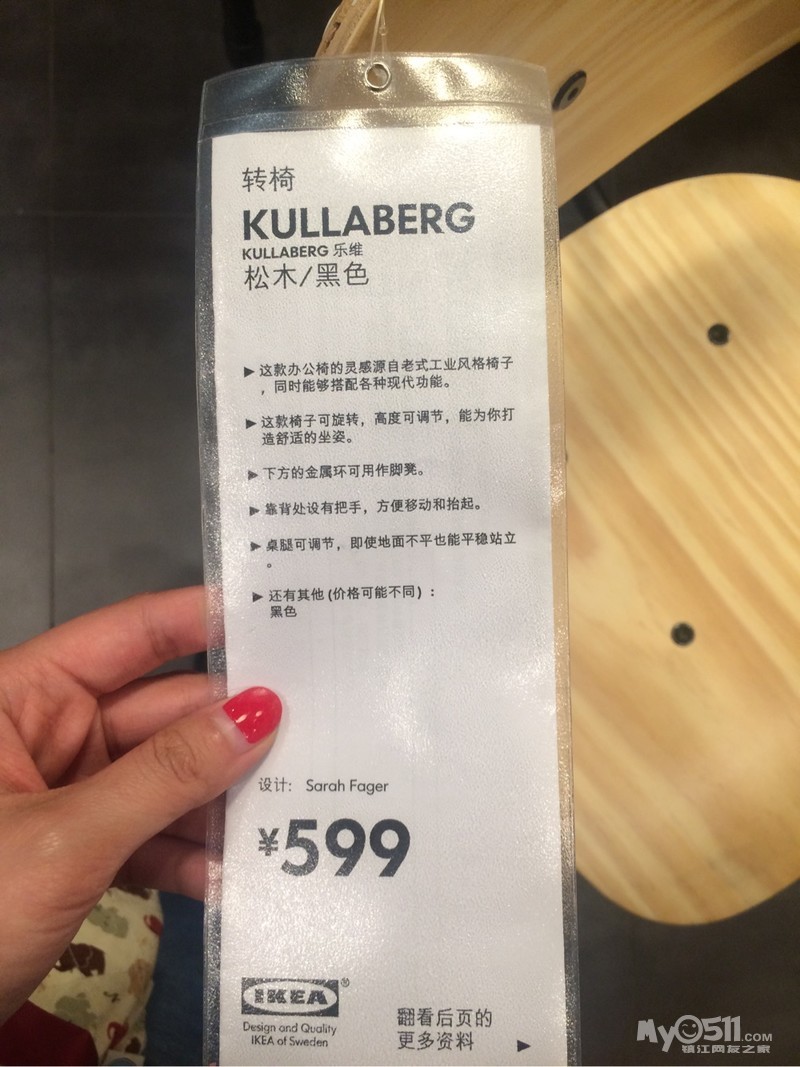 转椅
KULLABERG
KULLABERG 乐维
松木/黑色
▶ 这款办公椅的灵感源自老式工业风格椅子
，同时能够搭配各种现代功能。
▶ 这款椅子可旋转，高度可调节，能为你打
造舒适的坐姿。
▶ 下方的金属环可用作脚凳。
▶ 靠背处设有把手，方便移动和抬起。
▶ 桌腿可调节，即使地面不平也能平稳站立
。
▶ 还有其他 (价格可能不同) ：
黑色
设计： Sarah Fager
¥599
IKEA®
Design and Quality
IKEA of Sweden
翻看后页的
更多资料 ▶
My0511.COM
镇江网友之家